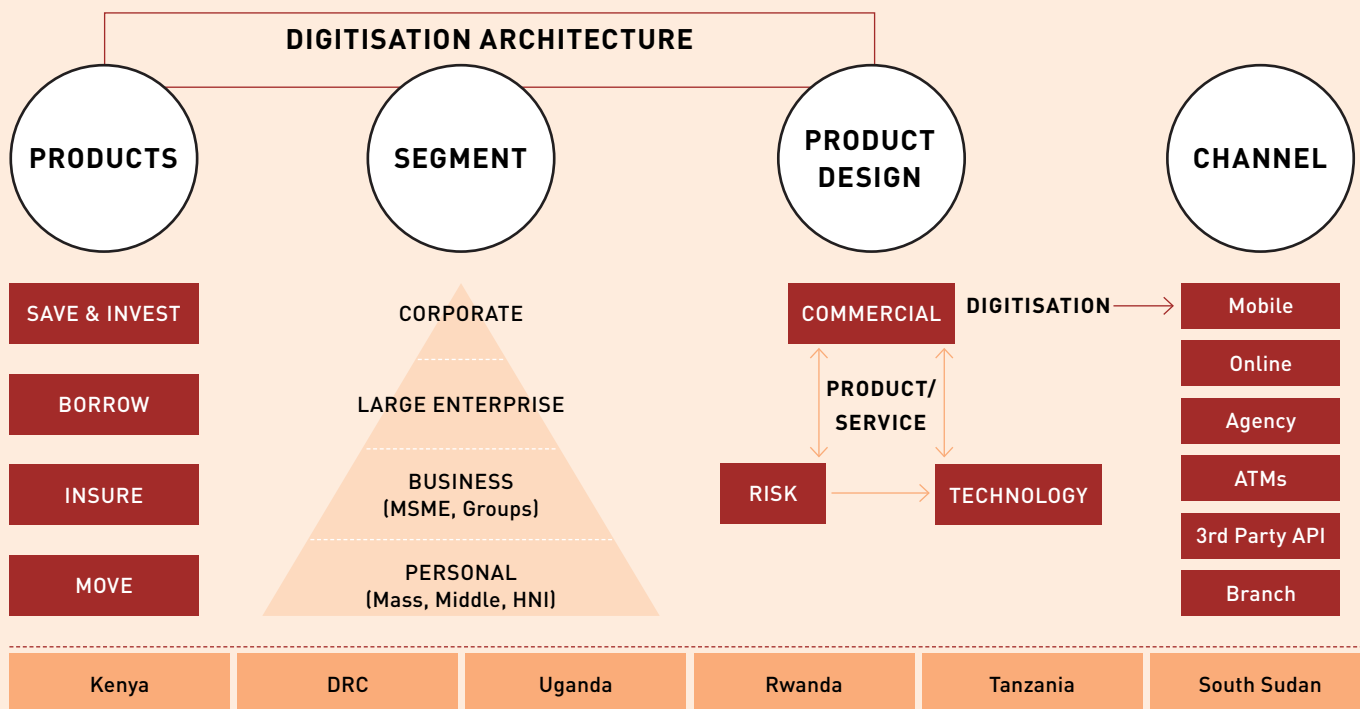 DIGITISATION ARCHITECTURE
PRODUCTS
SEGMENT
PRODUCT
DESIGN
CHANNEL
SAVE & INVEST
BORROW
INSURE
MOVE
CORPORATE
LARGE ENTERPRISE
BUSINESS
(MSME, Groups)
PERSONAL
(Mass, Middle, HNI)
COMMERCIAL
DIGITISATION
PRODUCT/
SERVICE
RISK
TECHNOLOGY
Mobile
Online
Agency
ATMs
3rd Party API
Branch
Kenya
DRC
Uganda
Rwanda
Tanzania
South Sudan